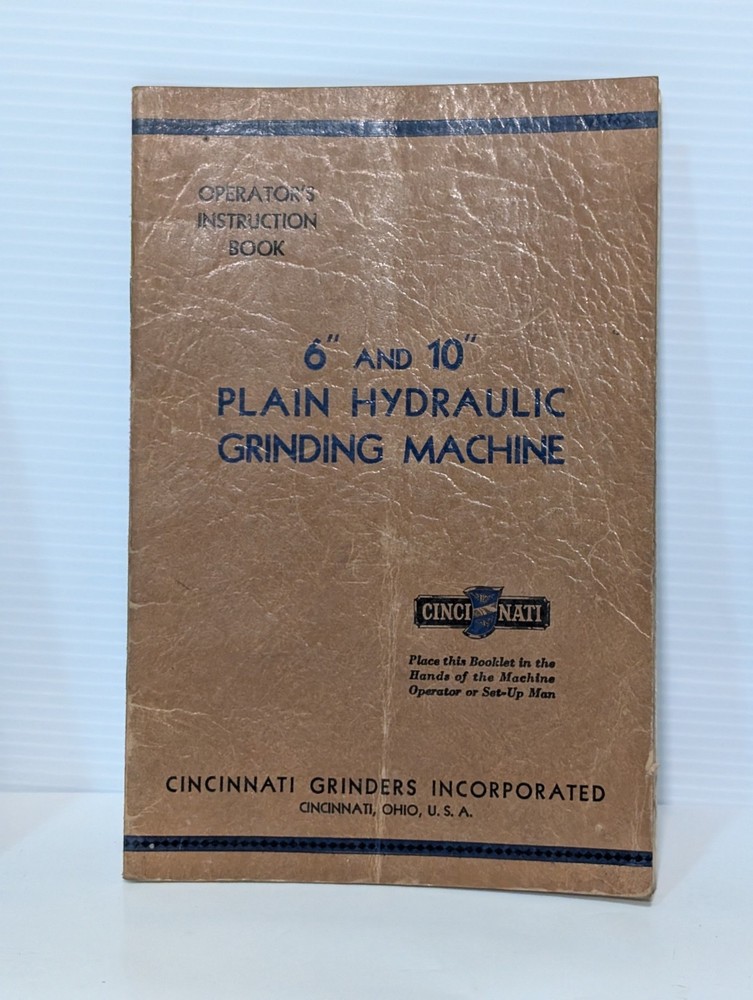 OPERATOR'S
INSTRUCTION
BOOK
6" AND 10"
PLAIN HYDRAULIC
GRINDING MACHINE
CINCINNATI
Place this Booklet in the
Hands of the Machine
Operator or Set-Up Man
CINCINNATI GRINDERS INCORPORATED
CINCINNATI, OHIO, U. S. A.